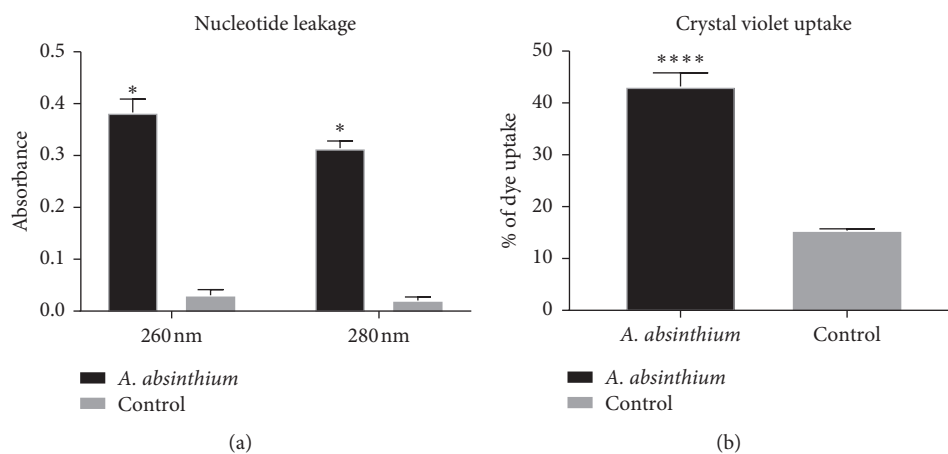 Nucleotide leakage
0.5
0.4
0.3
0.2
0.1
0.0
Absorbance
*
*
260 nm
280 nm
A. absinthium
Control
(a)
Crystal violet uptake
50
40
30
20
10
0
% of dye uptake
****
A. absinthium
Control
A. absinthium
Control
(b)